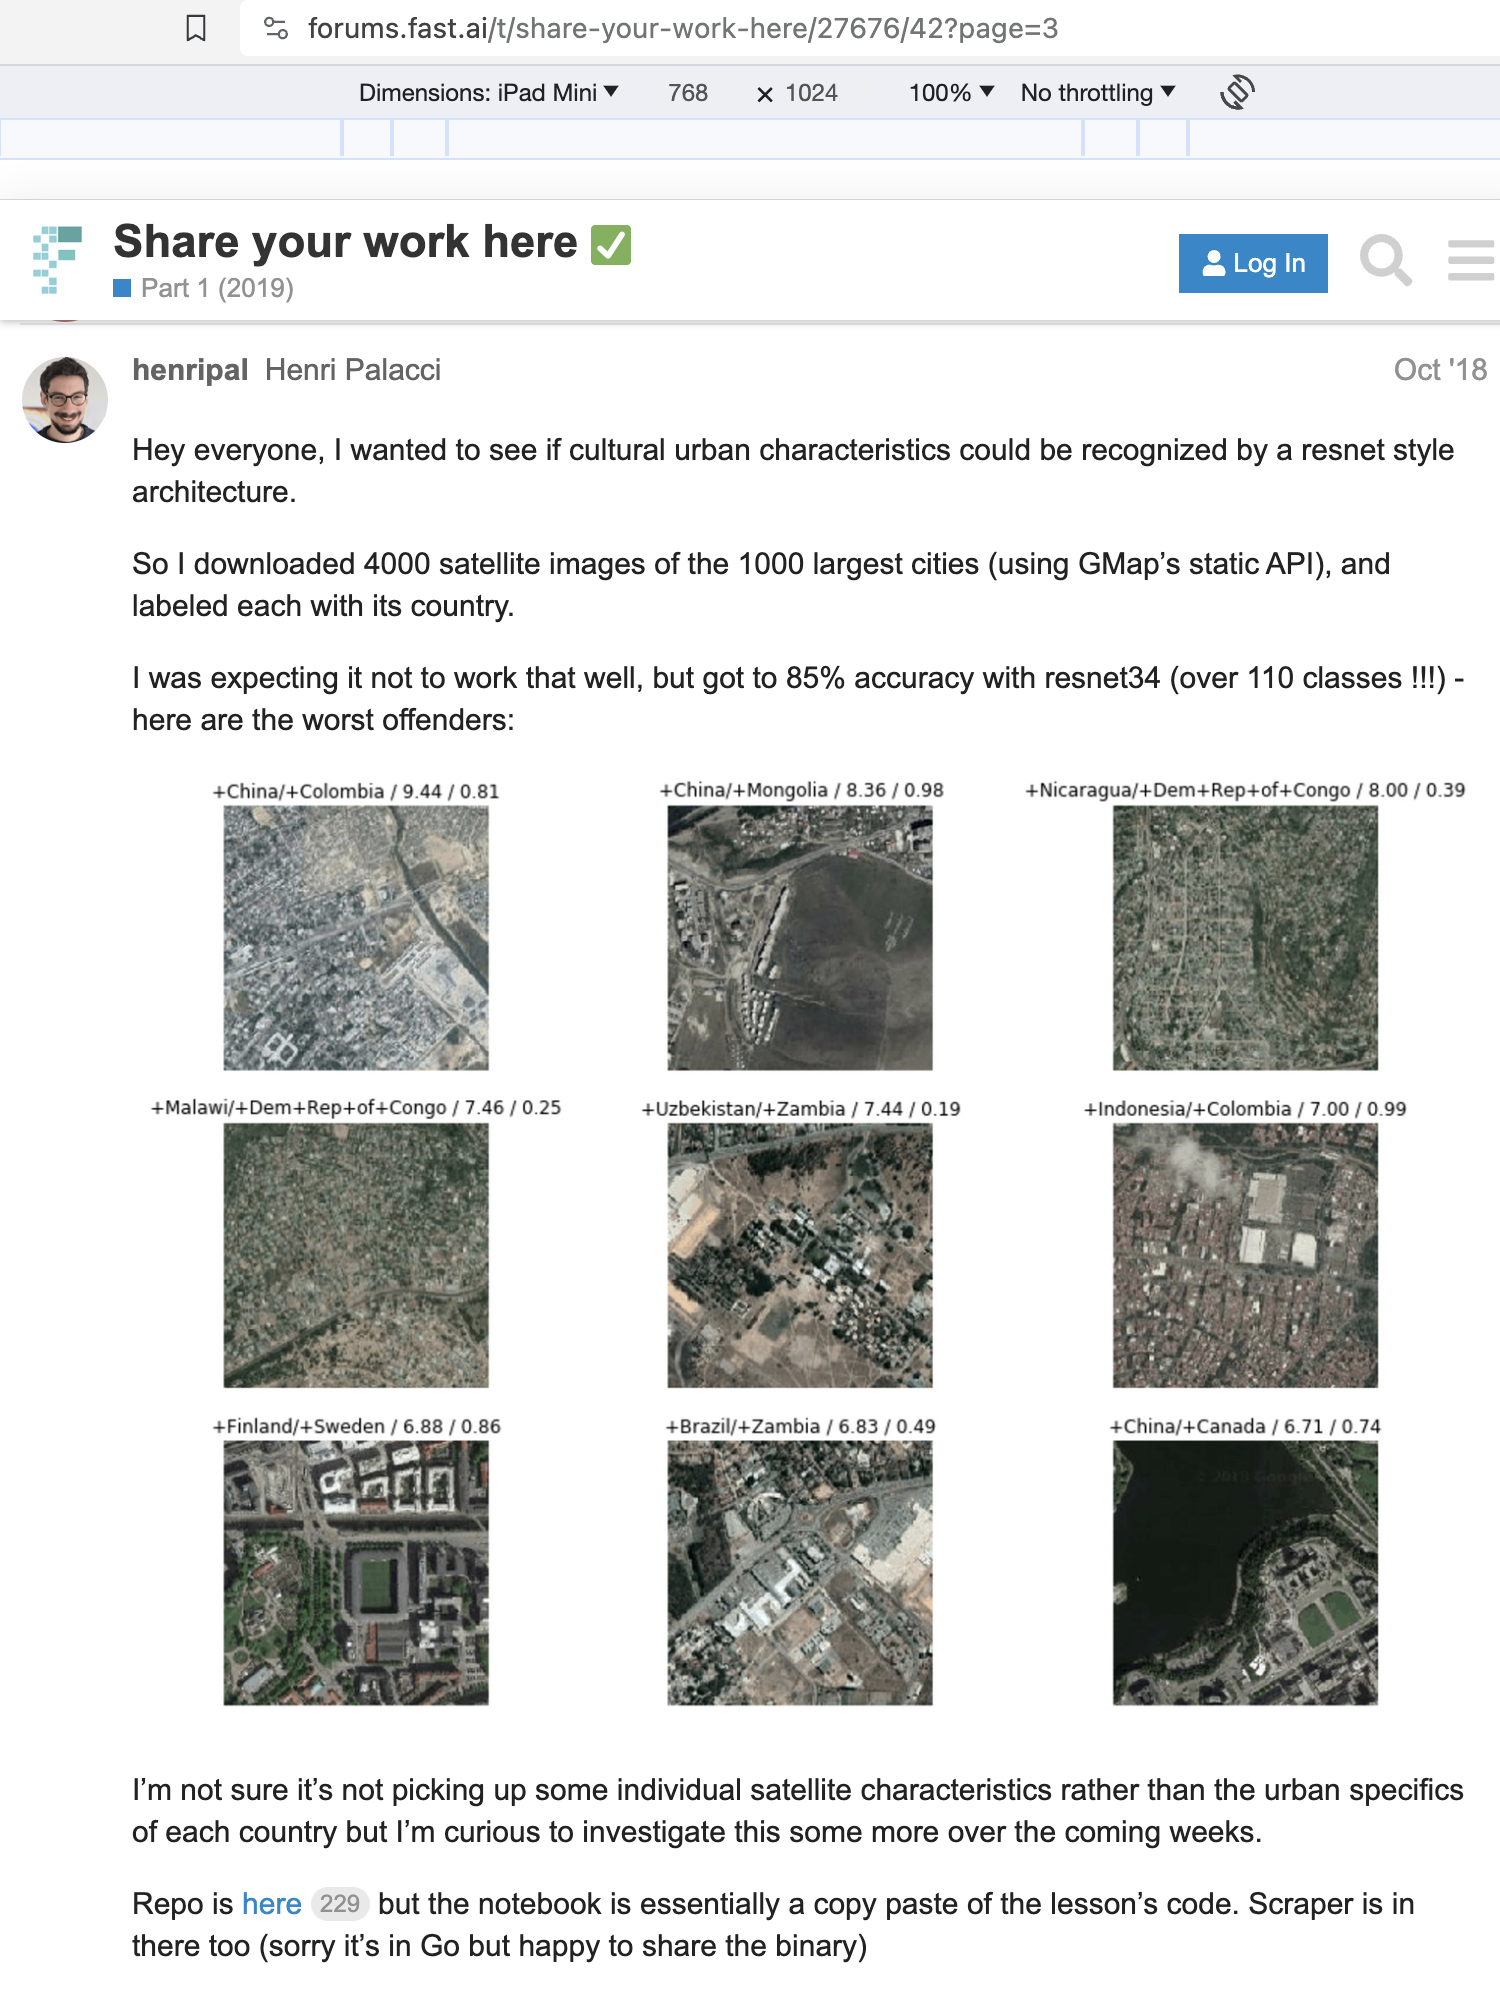 forums.fast.ai/t/share-your-work-here/27676/42?page=3
Dimensions: iPad Mini ▼ 768 × 1024 100% ▼ No throttling ▼
Share your work here ✅
Part 1 (2019)
Log In
henripal Henri Palacci Oct '18
Hey everyone, I wanted to see if cultural urban characteristics could be recognized by a resnet style
architecture.
So I downloaded 4000 satellite images of the 1000 largest cities (using GMap’s static API), and
labeled each with its country.
I was expecting it not to work that well, but got to 85% accuracy with resnet34 (over 110 classes !!!) -
here are the worst offenders:
+China/+Colombia / 9.44 / 0.81
+China/+Mongolia / 8.36 / 0.98
+Nicaragua/+Dem+Rep+of+Congo / 8.00 / 0.39
+Malawi/+Dem+Rep+of+Congo / 7.46 / 0.25
+Uzbekistan/+Zambia / 7.44 / 0.19
+Indonesia/+Colombia / 7.00 / 0.99
+Finland/+Sweden / 6.88 / 0.86
+Brazil/+Zambia / 6.83 / 0.49
+China/+Canada / 6.71 / 0.74
I’m not sure it’s not picking up some individual satellite characteristics rather than the urban specifics
of each country but I’m curious to investigate this some more over the coming weeks.
Repo is here 229 but the notebook is essentially a copy paste of the lesson’s code. Scraper is in
there too (sorry it’s in Go but happy to share the binary)